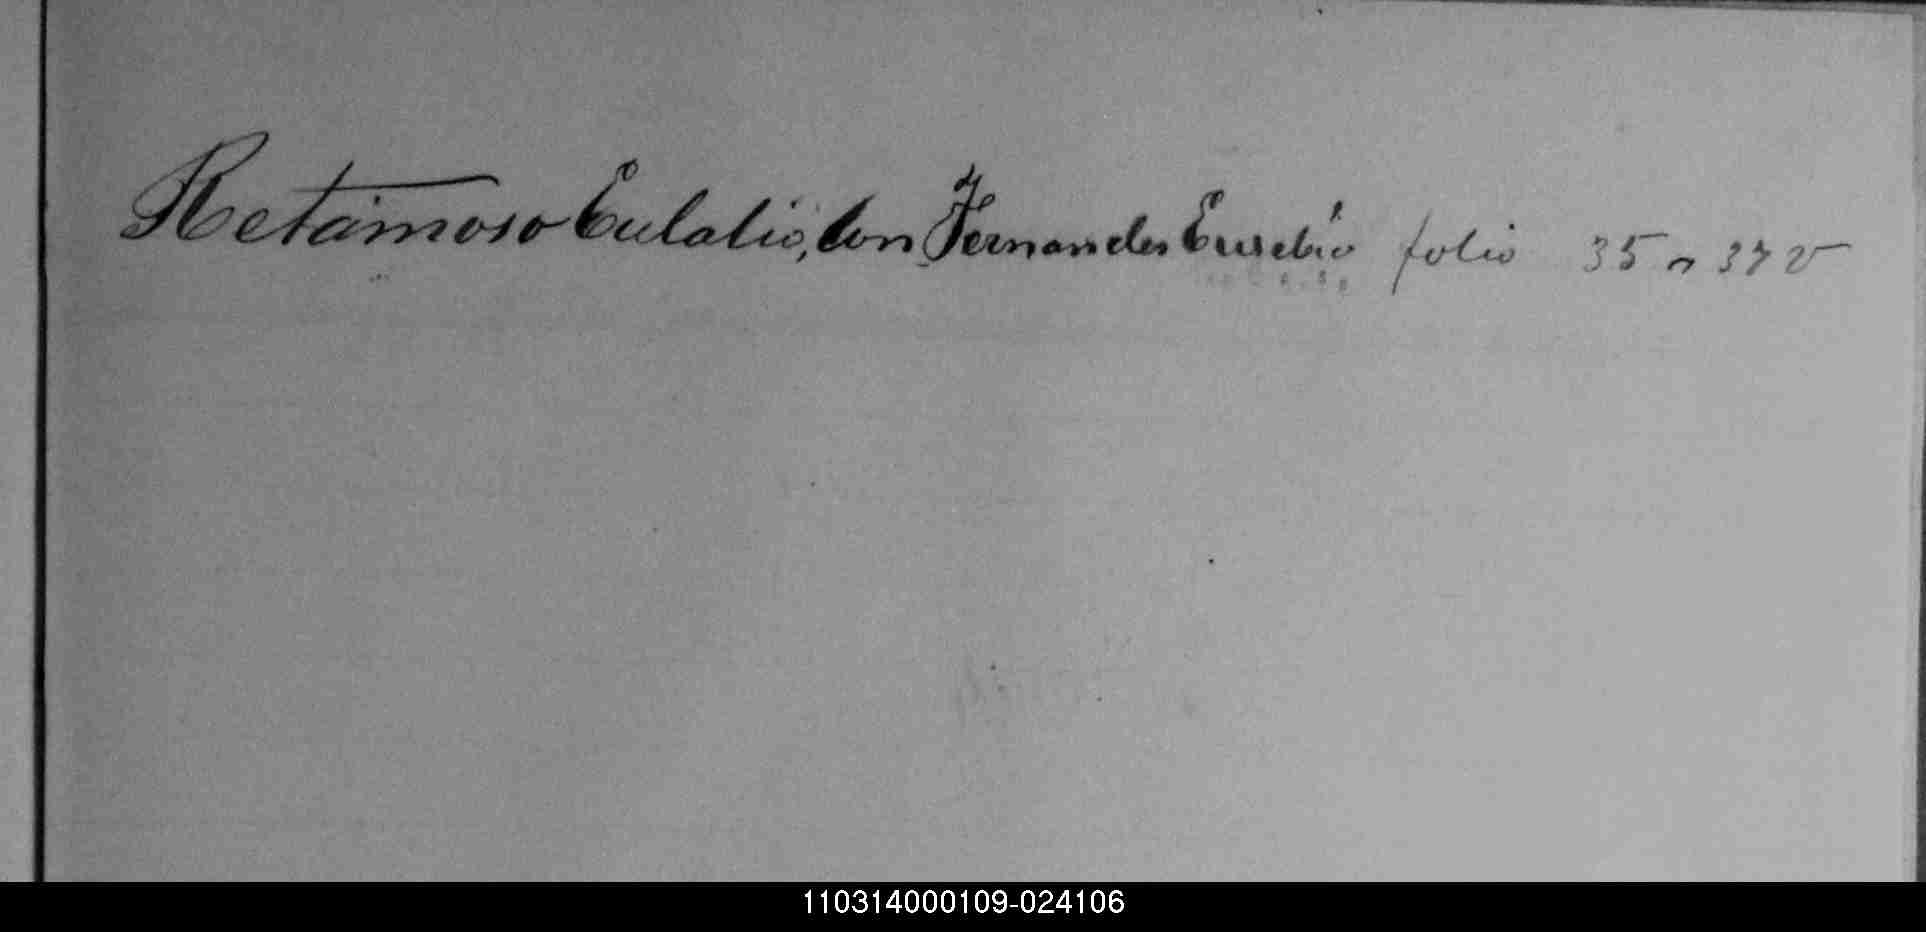 Retamoso Eulalio, con Fernandes Eusebio folio 35 n 37 v
110314000109-024106